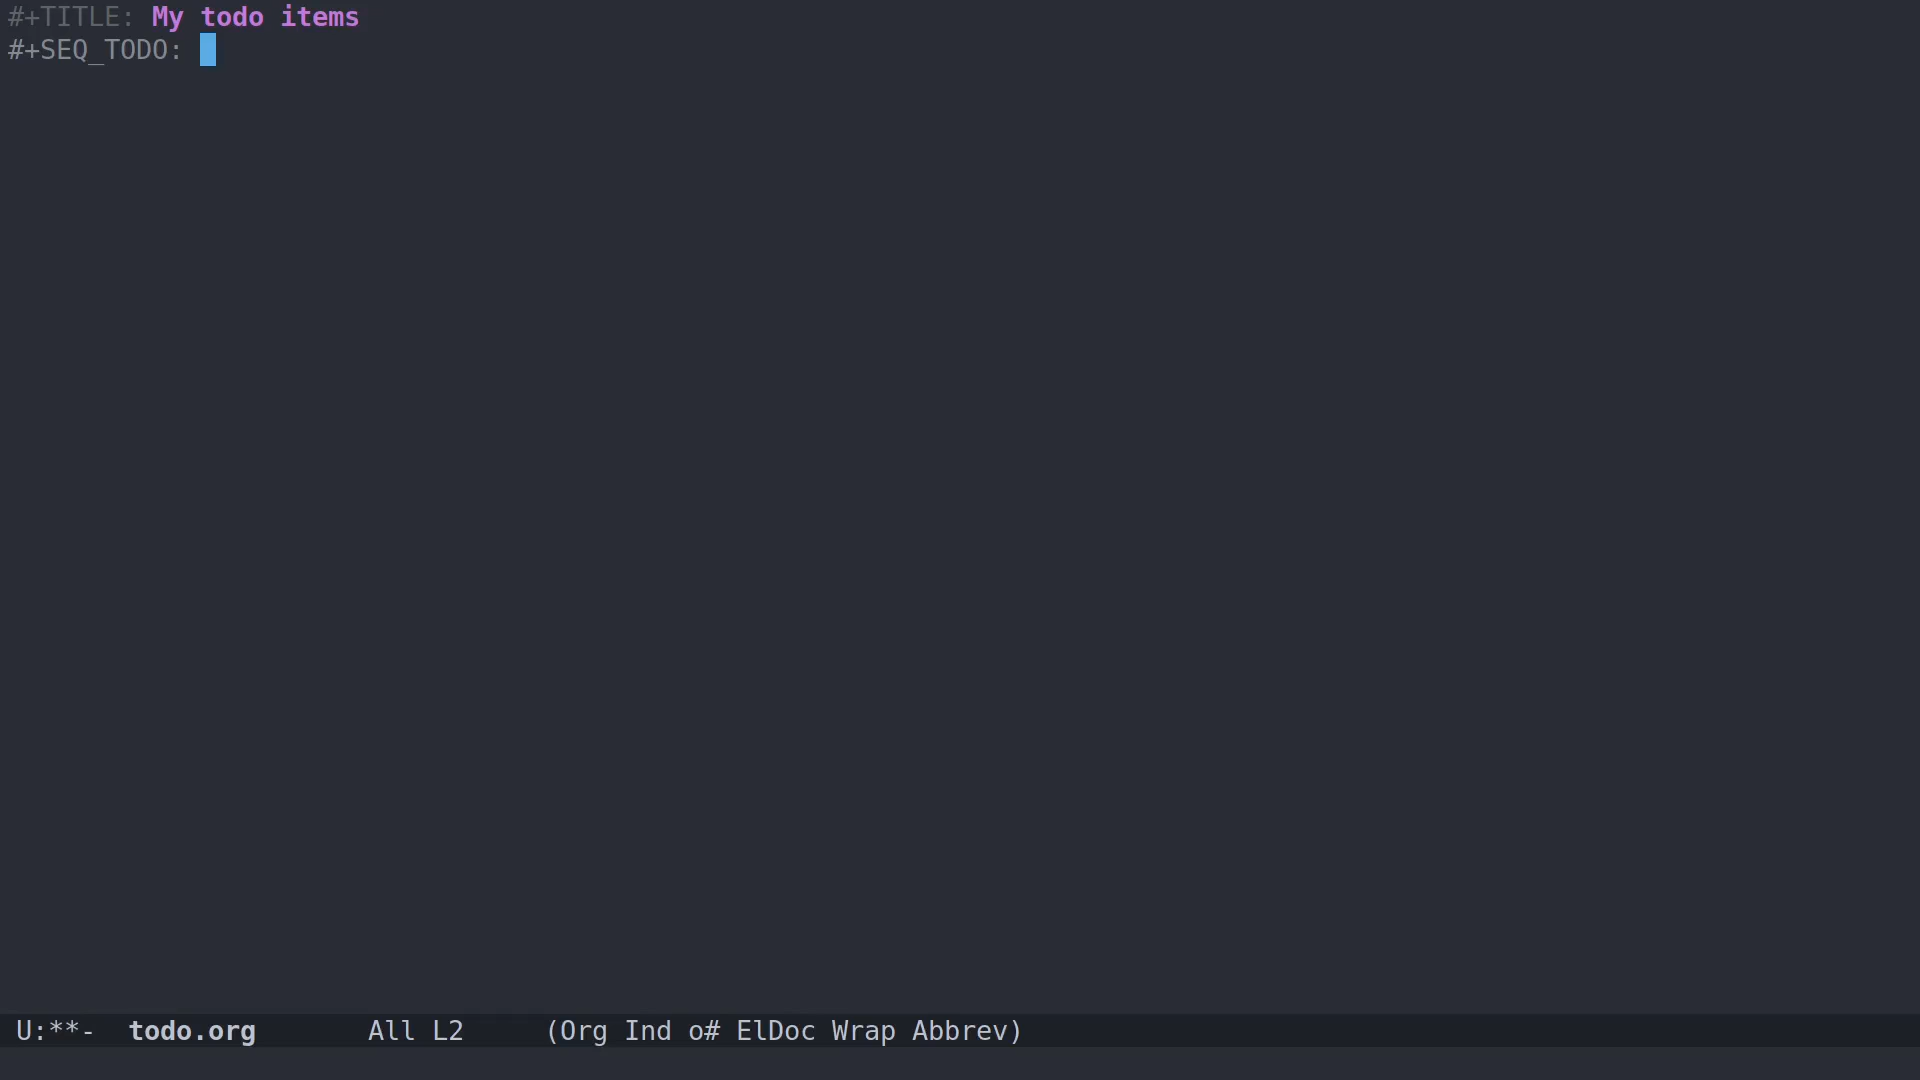 #+TITLE: My todo items
#+SEQ_TODO:
U:**-  todo.org       All L2     (Org Ind o# ElDoc Wrap Abbrev)